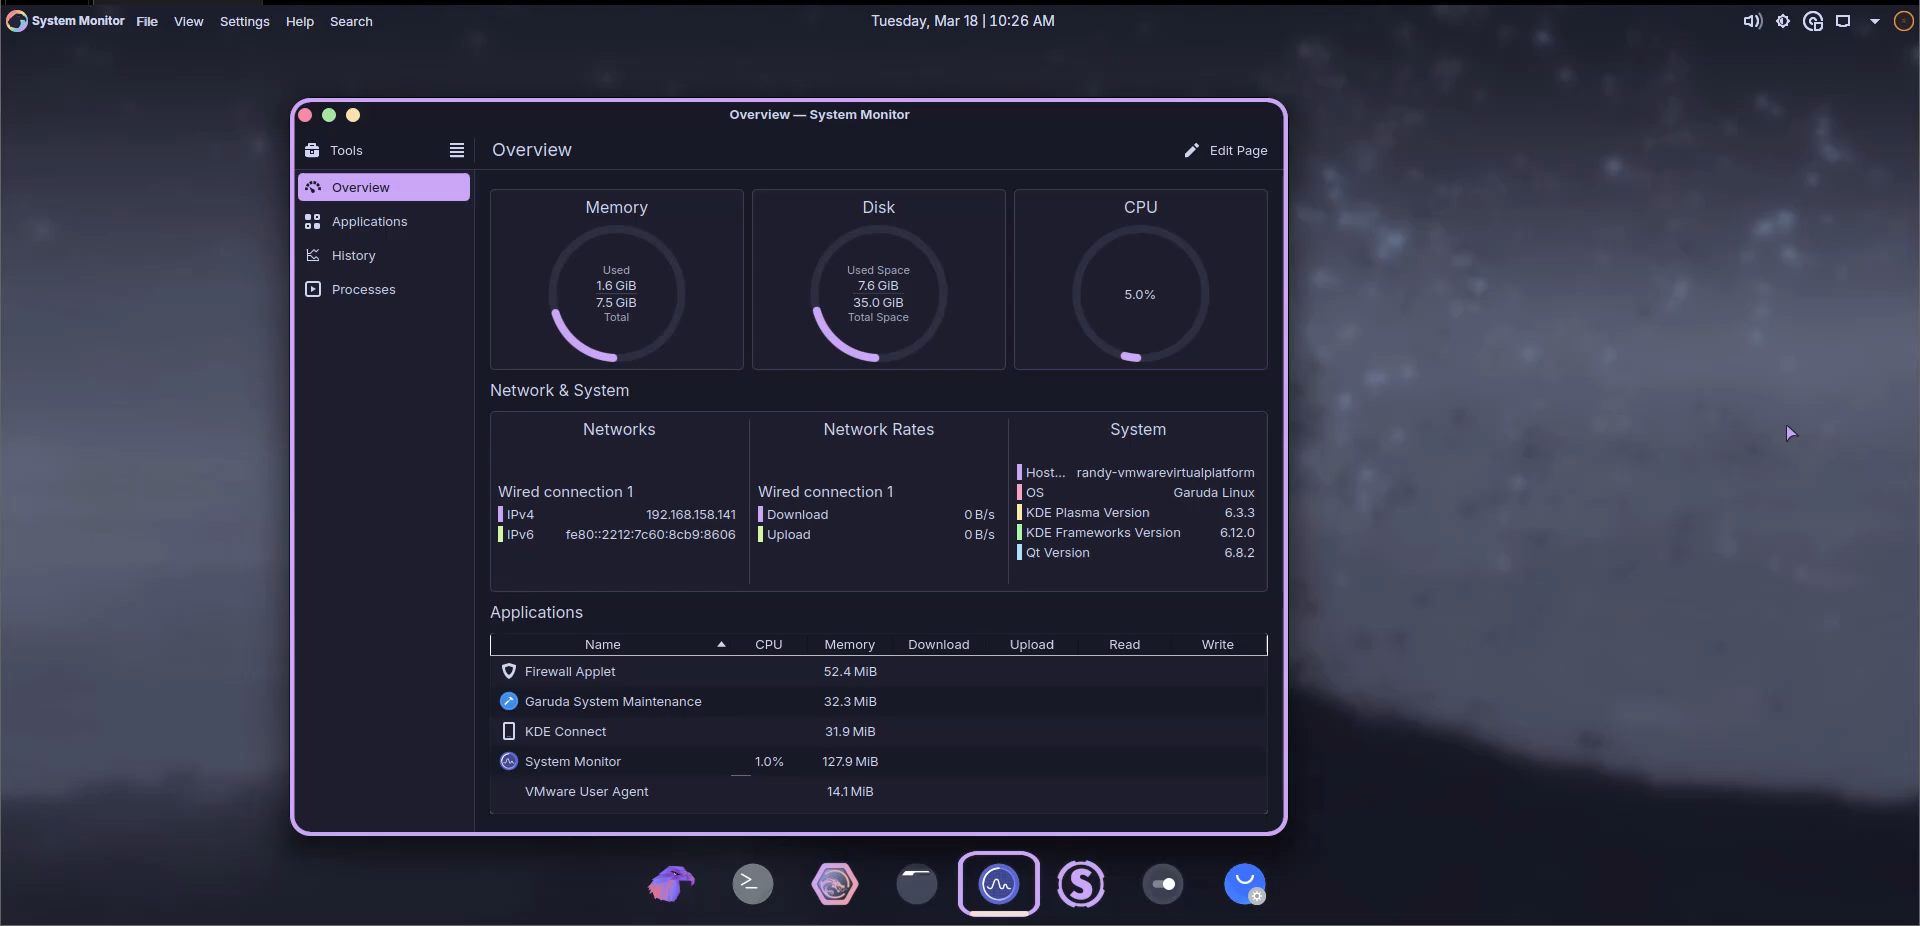 System Monitor File View Settings Help Search
Tuesday, Mar 18 | 10:26 AM
Overview — System Monitor
Tools
Overview
Edit Page
Overview
Applications
History
Processes
Memory
Used
1.6 GiB
7.5 GiB
Total
Disk
Used Space
7.6 GiB
35.0 GiB
Total Space
CPU
5.0%
Network & System
Networks
Wired connection 1
IPv4 192.168.158.141
IPv6 fe80::2212:7c60:8cb9:8606
Network Rates
Wired connection 1
Download 0 B/s
Upload 0 B/s
System
Host... randy-vmwarevirtualplatform
OS Garuda Linux
KDE Plasma Version 6.3.3
KDE Frameworks Version 6.12.0
Qt Version 6.8.2
Applications
Name CPU Memory Download Upload Read Write
Firewall Applet 52.4 MiB
Garuda System Maintenance 32.3 MiB
KDE Connect 31.9 MiB
System Monitor 1.0% 127.9 MiB
VMware User Agent 14.1 MiB